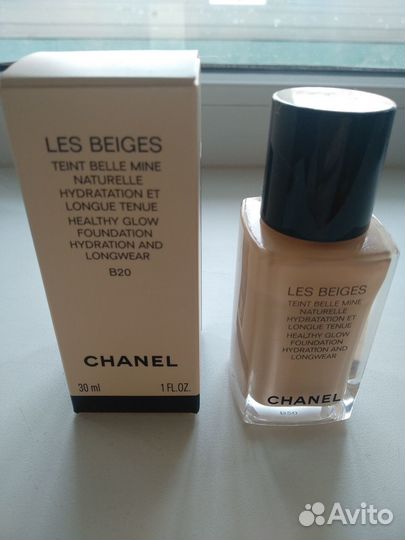 LES BEIGES
TEINT BELLE MINE
NATURELLE
HYDRATATION ET
LONGUE TENUE
HEALTHY GLOW
FOUNDATION
HYDRATION AND
LONGWEAR
B20
CHANEL
30 ml 1 FL.OZ.
LES BEIGES
TEINT BELLE MINE
NATURELLE
HYDRATATION ET
LONGUE TENUE
HEALTHY GLOW
FOUNDATION
HYDRATION AND
LONGWEAR
CHANEL
B50
Avito